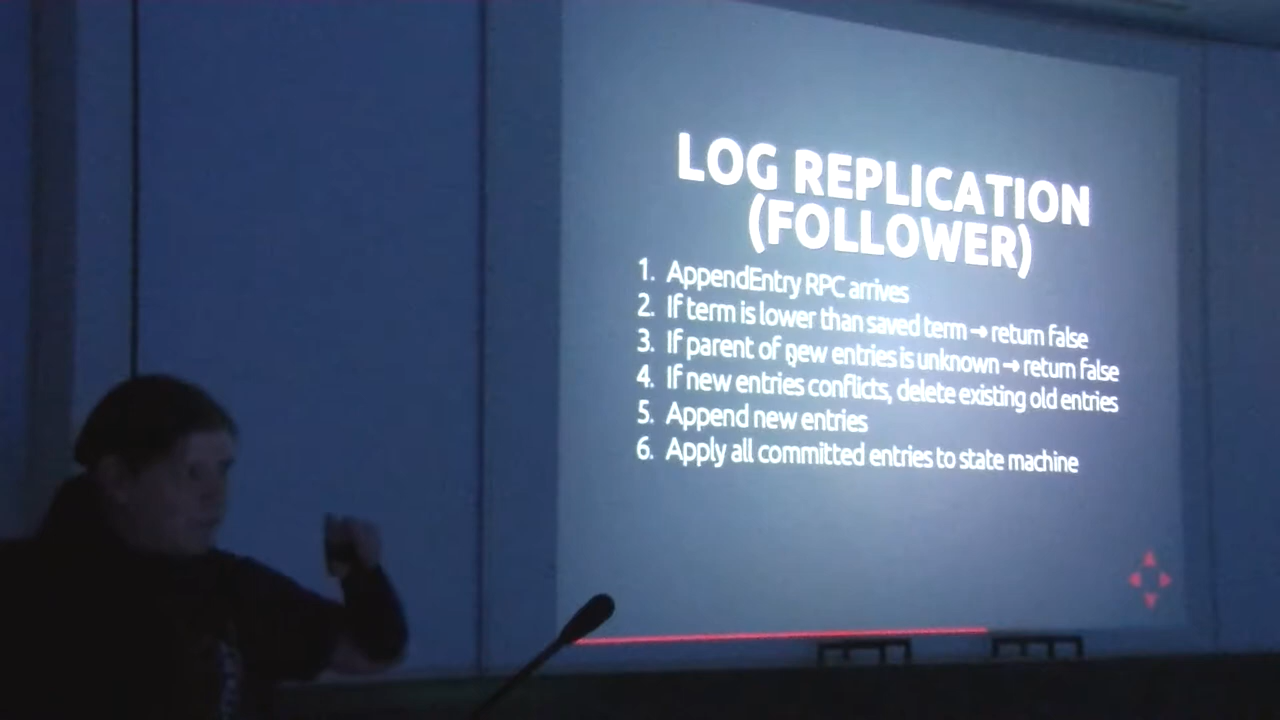 LOG REPLICATION
(FOLLOWER)
1. AppendEntry RPC arrives
2. If term is lower than saved term → return false
3. If parent of new entries is unknown → return false
4. If new entries conflicts, delete existing old entries
5. Append new entries
6. Apply all committed entries to state machine